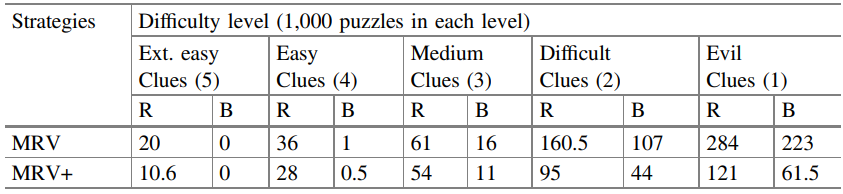 Strategies Difficulty level (1,000 puzzles in each level)
Ext. easy Easy Medium Difficult Evil
Clues (5) Clues (4) Clues (3) Clues (2) Clues (1)
R B R B R B R B R B
MRV 20 0 36 1 61 16 160.5 107 284 223
MRV+ 10.6 0 28 0.5 54 11 95 44 121 61.5